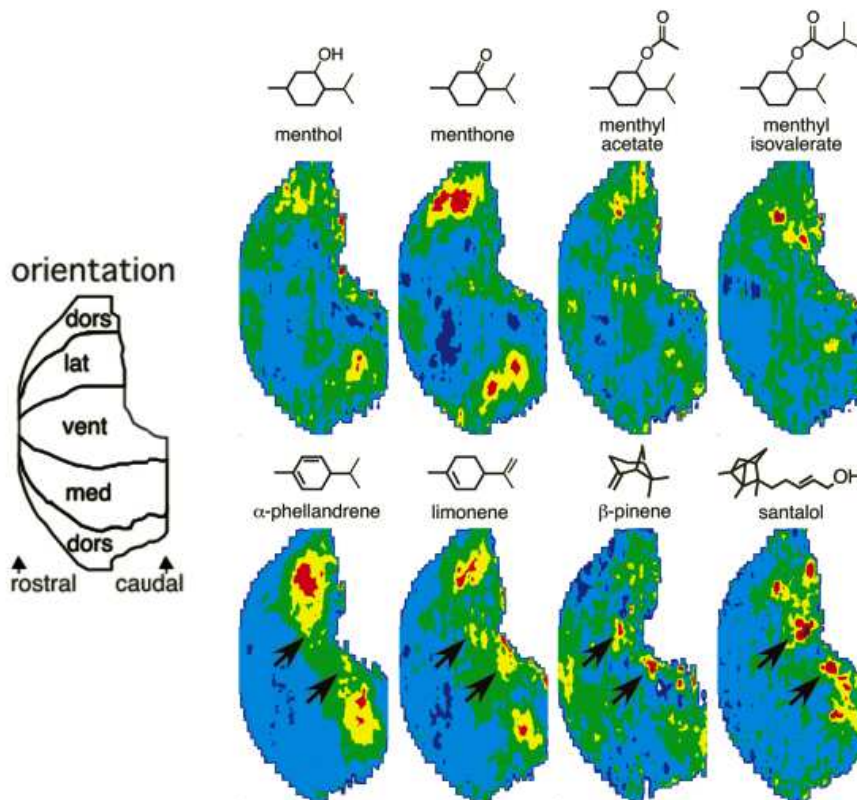 OH
O
O
O
O
O
menthol
menthone
menthyl
acetate
menthyl
isovalerate
orientation
dors
lat
vent
med
dors
rostral
caudal
OH
α-phellandrene
limonene
β-pinene
santalol